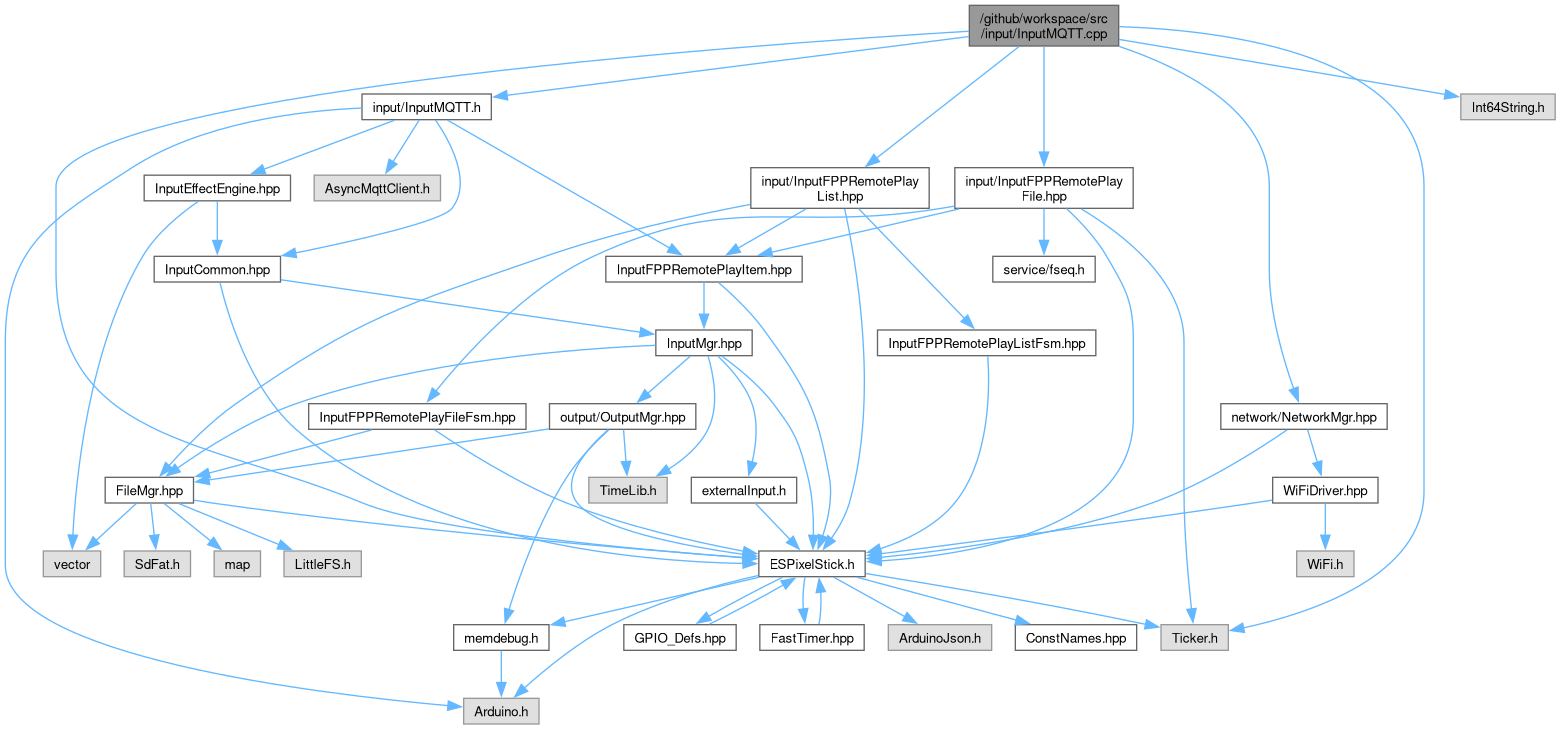 /github/workspace/src
/input/InputMQTT.cpp
input/InputMQTT.h
Int64String.h
InputEffectEngine.hpp
AsyncMqttClient.h
input/InputFPPRemotePlay
List.hpp
input/InputFPPRemotePlay
File.hpp
InputCommon.hpp
InputFPPRemotePlayItem.hpp
service/fseq.h
InputMgr.hpp
InputFPPRemotePlayListFsm.hpp
InputFPPRemotePlayFileFsm.hpp
output/OutputMgr.hpp
network/NetworkMgr.hpp
FileMgr.hpp
TimeLib.h
externalInput.h
WiFiDriver.hpp
vector
SdFat.h
map
LittleFS.h
ESPixelStick.h
WiFi.h
memdebug.h
GPIO_Defs.hpp
FastTimer.hpp
ArduinoJson.h
ConstNames.hpp
Ticker.h
Arduino.h